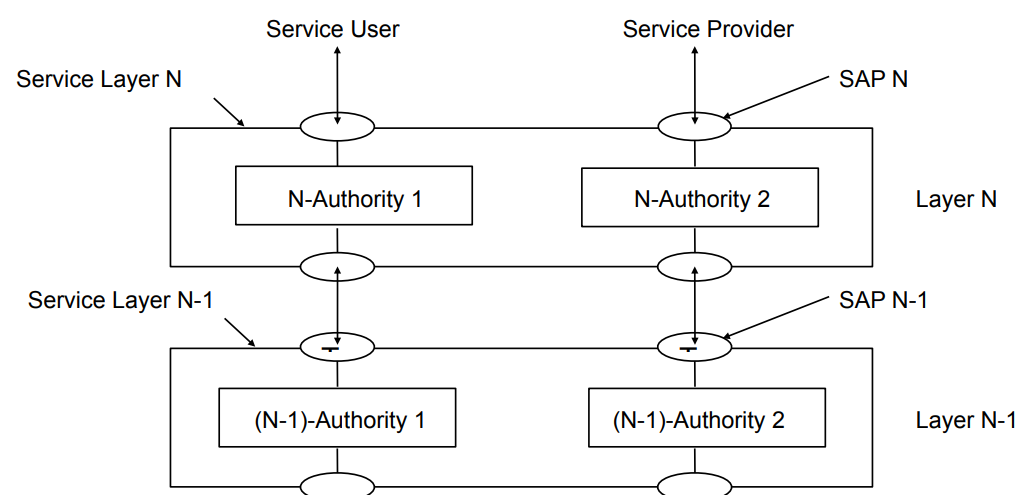 Service User
Service Provider
Service Layer N
SAP N
N-Authority 1
N-Authority 2
Layer N
Service Layer N-1
SAP N-1
(N-1)-Authority 1
(N-1)-Authority 2
Layer N-1